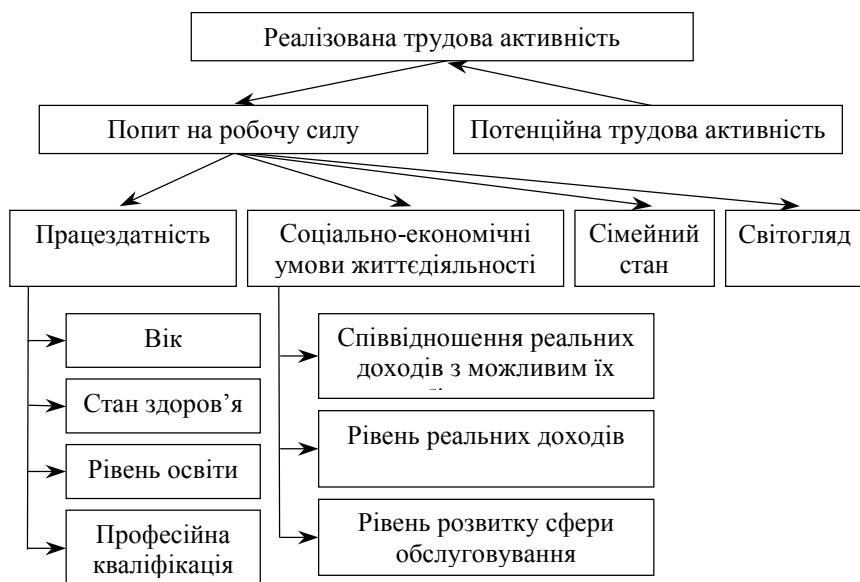 Реалізована трудова активність
Попит на робочу силу
Потенційна трудова активність
Працездатність
Соціально-економічні
умови життєдіяльності
Сімейний
стан
Світогляд
Вік
Стан здоров’я
Рівень освіти
Професійна
кваліфікація
Співвідношення реальних
доходів з можливим їх
Рівень реальних доходів
Рівень розвитку сфери
обслуговування